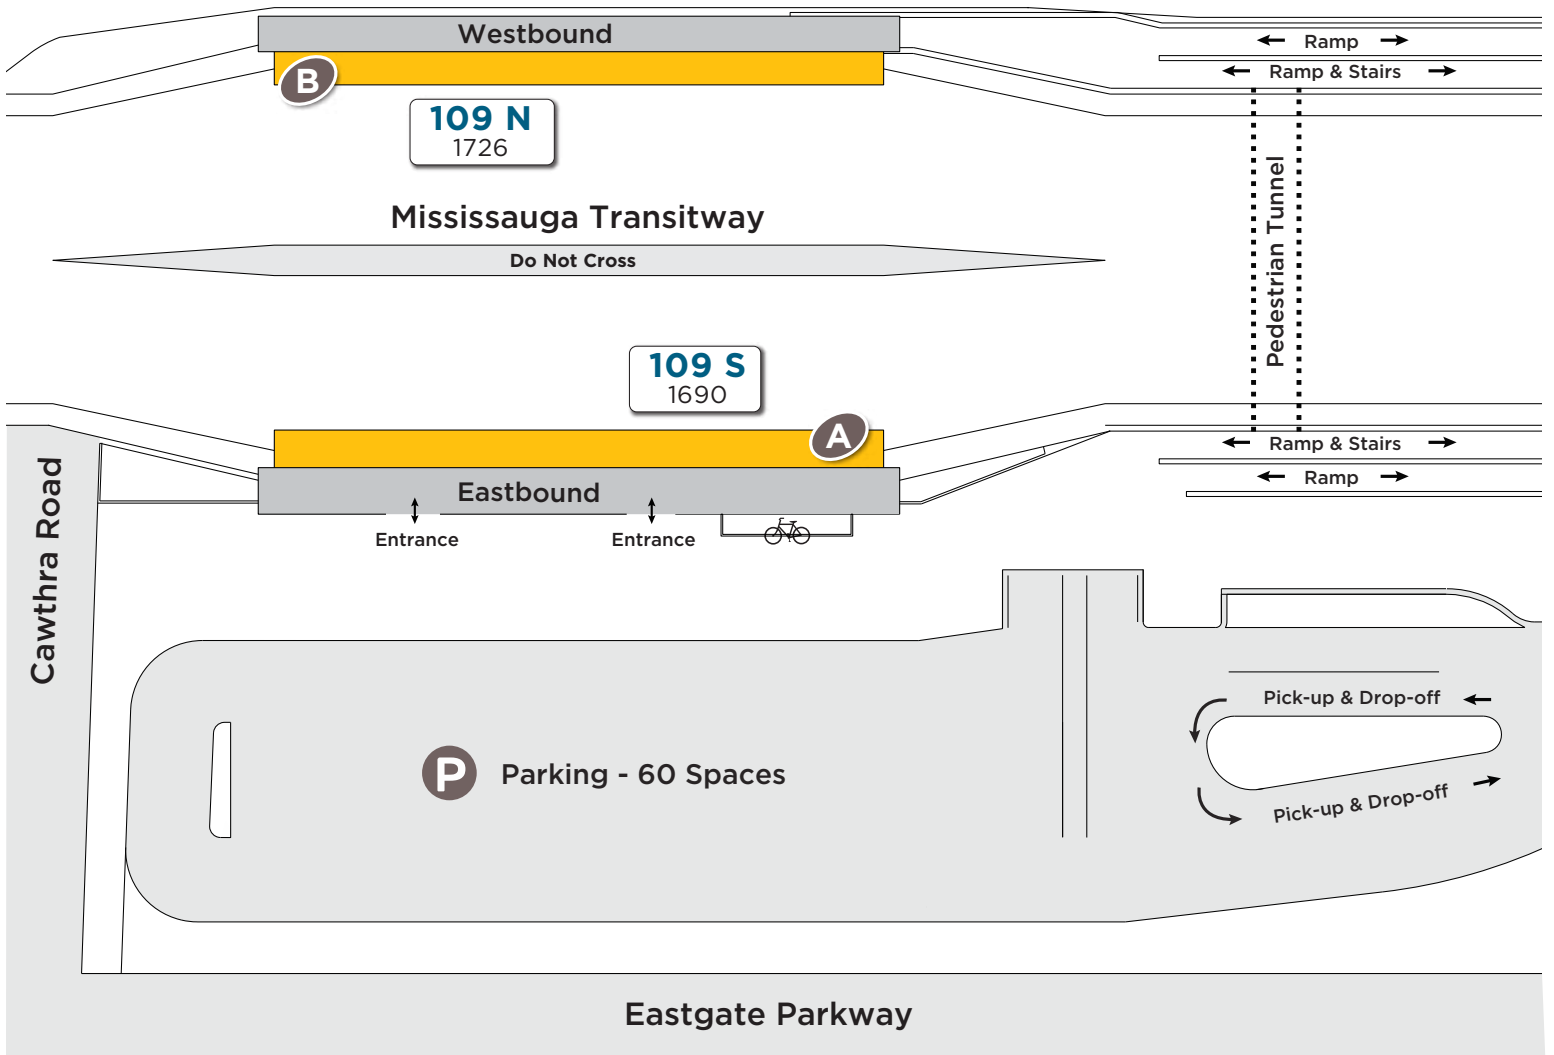 Westbound
Ramp
Ramp & Stairs
B
109 N
1726
Mississauga Transitway
Do Not Cross
Pedestrian Tunnel
109 S
1690
A
Ramp & Stairs
Ramp
Eastbound
Entrance
Entrance
Cawthra Road
Pick-up & Drop-off
P
Parking - 60 Spaces
Pick-up & Drop-off
Eastgate Parkway